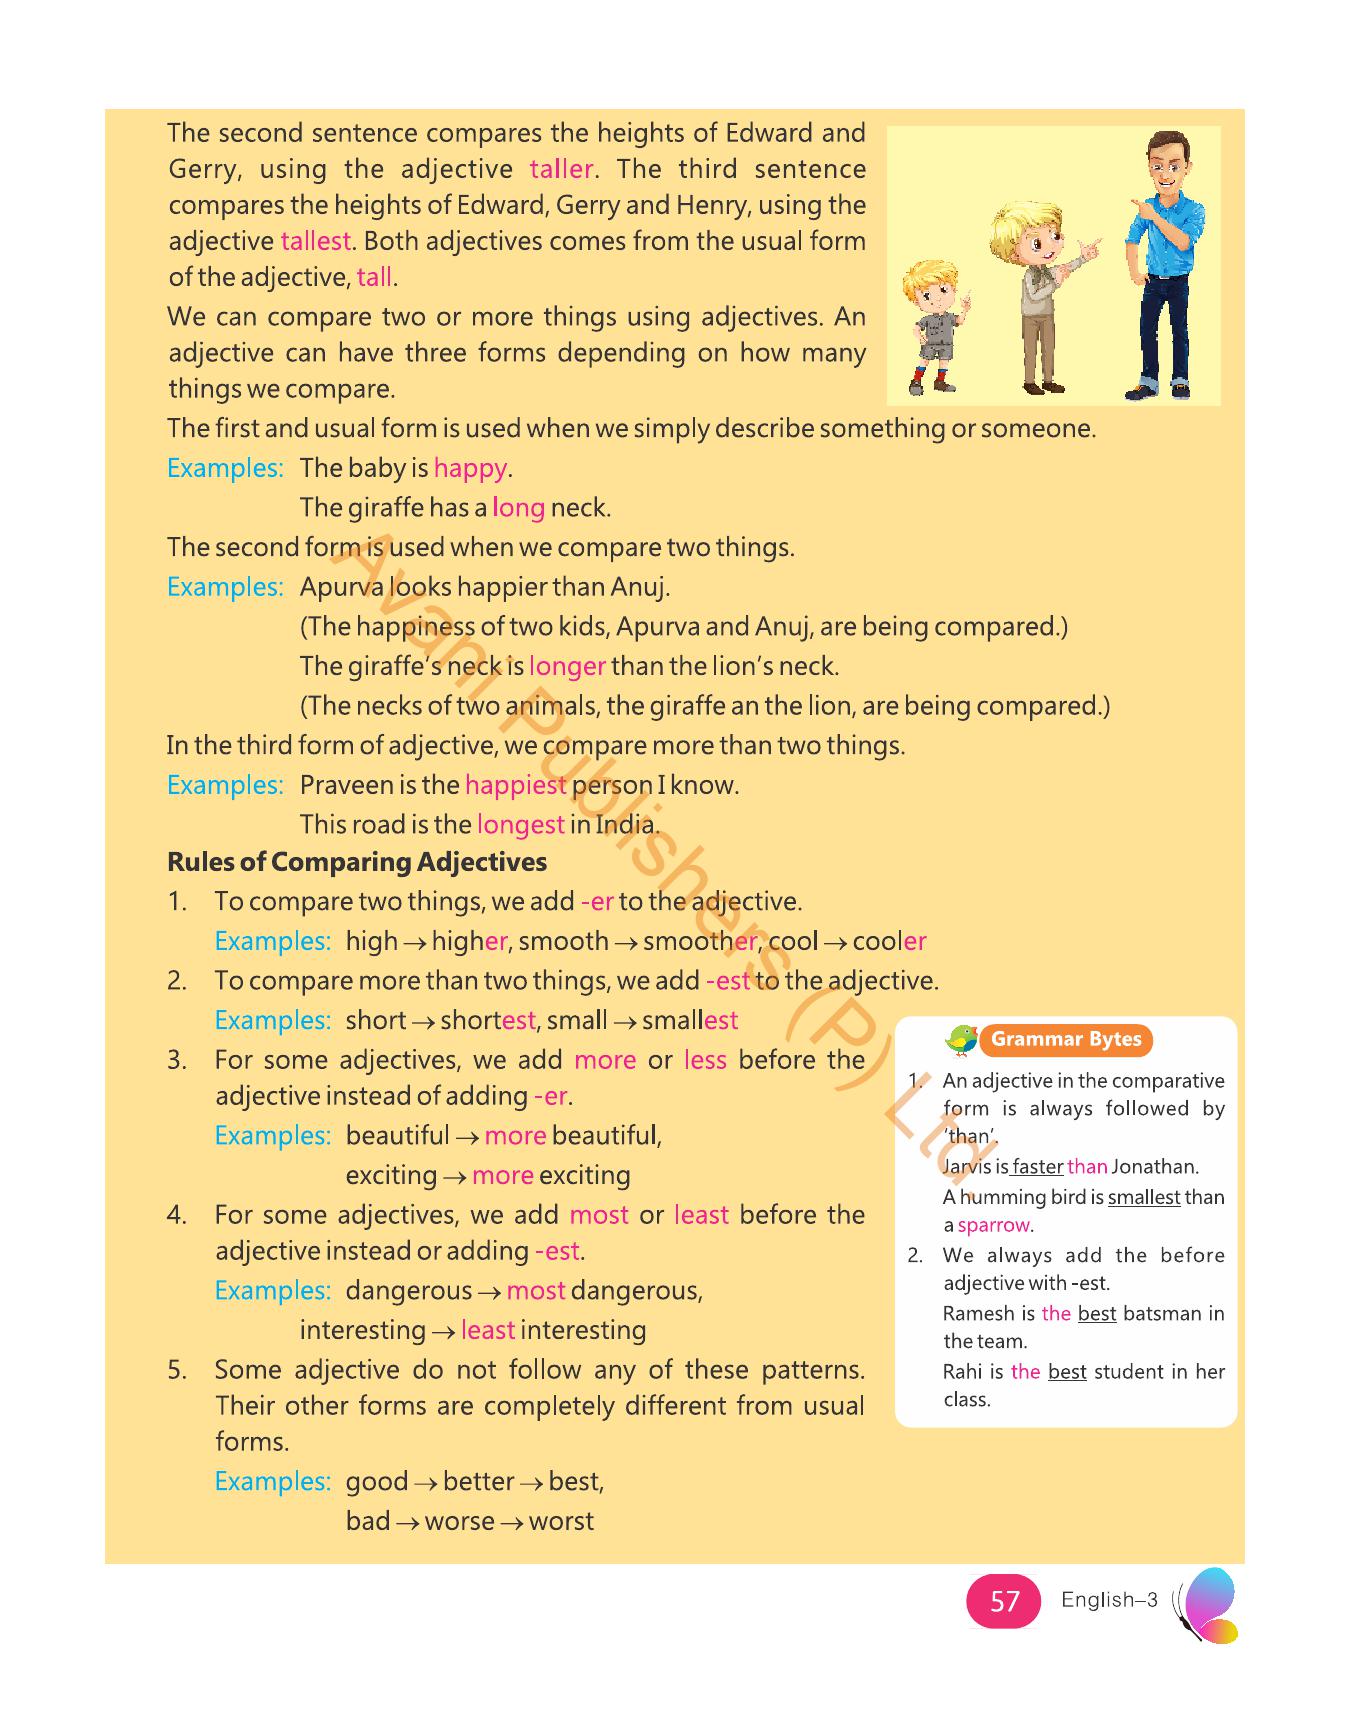 The second sentence compares the heights of Edward and
Gerry, using the adjective taller. The third sentence
compares the heights of Edward, Gerry and Henry, using the
adjective tallest. Both adjectives comes from the usual form
of the adjective, tall.
We can compare two or more things using adjectives. An
adjective can have three forms depending on how many
things we compare.
The first and usual form is used when we simply describe something or someone.
Examples: The baby is happy.
The giraffe has a long neck.
The second form is used when we compare two things.
Examples: Apurva looks happier than Anuj.
(The happiness of two kids, Apurva and Anuj, are being compared.)
The giraffe’s neck is longer than the lion’s neck.
(The necks of two animals, the giraffe an the lion, are being compared.)
In the third form of adjective, we compare more than two things.
Examples: Praveen is the happiest person I know.
This road is the longest in India.
Rules of Comparing Adjectives
1. To compare two things, we add -er to the adjective.
Examples: high → higher, smooth → smoother, cool → cooler
2. To compare more than two things, we add -est to the adjective.
Examples: short → shortest, small → smallest
3. For some adjectives, we add more or less before the
adjective instead of adding -er.
Examples: beautiful → more beautiful,
exciting → more exciting
4. For some adjectives, we add most or least before the
adjective instead or adding -est.
Examples: dangerous → most dangerous,
interesting → least interesting
5. Some adjective do not follow any of these patterns.
Their other forms are completely different from usual
forms.
Examples: good → better → best,
bad → worse → worst
Grammar Bytes
1. An adjective in the comparative
form is always followed by
‘than’.
Jarvis is faster than Jonathan.
A humming bird is smallest than
a sparrow.
2. We always add the before
adjective with -est.
Ramesh is the best batsman in
the team.
Rahi is the best student in her
class.
57 English–3
Avani Publishers (P) Ltd.